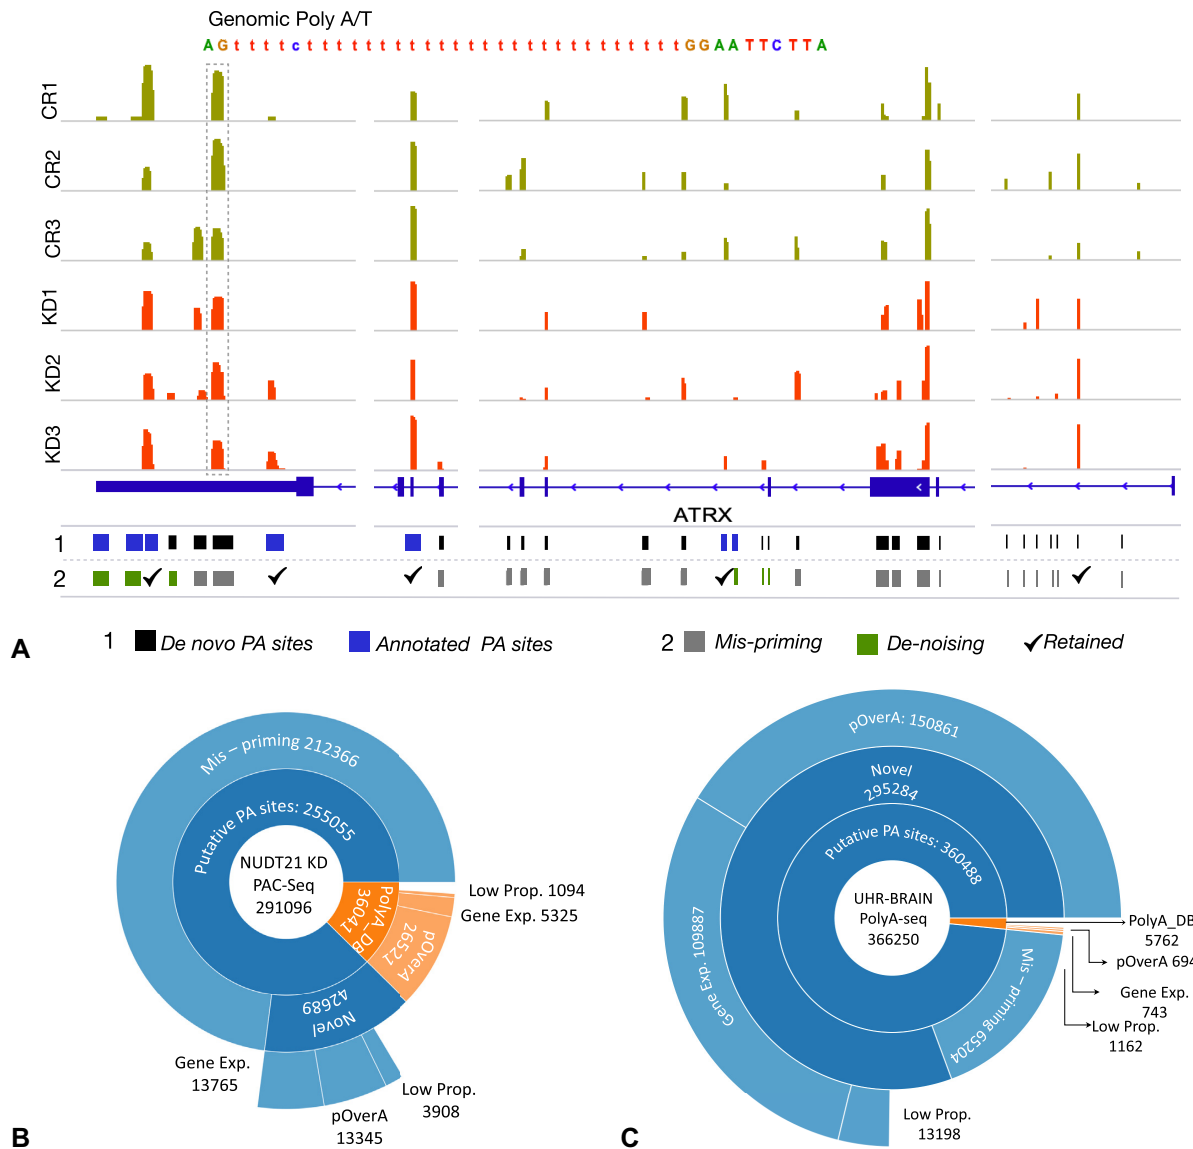 Genomic Poly A/T
AGttttcttttttttttttttttttttttttttGGAATTCTTA
CR1
CR2
CR3
KD1
KD2
KD3
ATRX
1
2
1 De novo PA sites Annotated PA sites 2 Mis-priming De-noising Retained
A
Mis – priming 212366
Putative PA sites: 255055
NUDT21 KD
PAC-Seq
291096
PolyA_DB
36041
Low Prop. 1094
Gene Exp. 5325
pOverA
26521
Novel
42689
Gene Exp.
13765
pOverA
13345
Low Prop.
3908
B
pOverA: 150861
Novel
295284
Putative PA sites: 360488
UHR-BRAIN
PolyA-seq
366250
Gene Exp. 109887
Mis – priming 65204
PolyA_DB
5762
pOverA 694
Gene Exp.
743
Low Prop.
1162
Low Prop.
13198
C